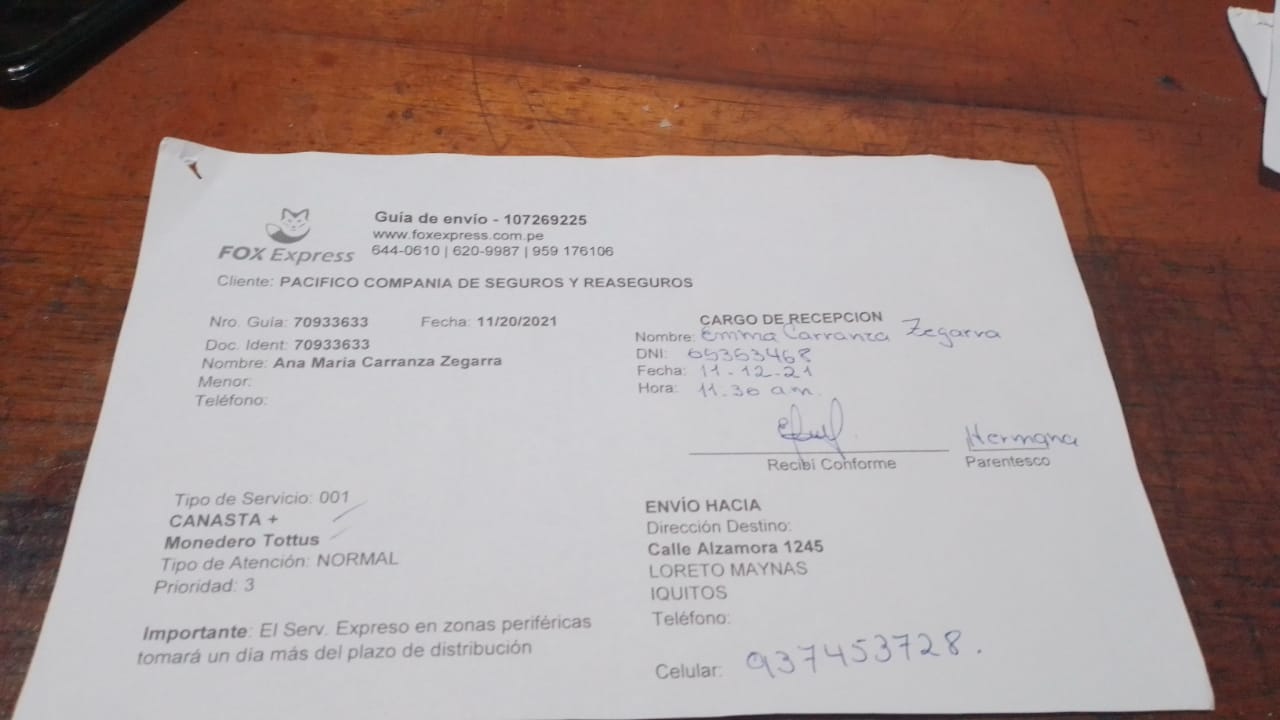 FOX Express
Guía de envío - 107269225
www.foxexpress.com.pe
644-0610 | 620-9987 | 959 176106
Cliente: PACIFICO COMPANIA DE SEGUROS Y REASEGUROS
Nro. Guía: 70933633 Fecha: 11/20/2021
Doc. Ident: 70933633
Nombre: Ana Maria Carranza Zegarra
Menor:
Teléfono:
CARGO DE RECEPCION
Nombre: Emma Carranza Zegarra
DNI: 05353468
Fecha: 11-12-21
Hora: 11.30 am.
Recibí Conforme
Hermana
Parentesco
Tipo de Servicio: 001
CANASTA +
Monedero Tottus
Tipo de Atención: NORMAL
Prioridad: 3
Importante: El Serv. Expreso en zonas periféricas
tomará un día más del plazo de distribución
ENVÍO HACIA
Dirección Destino:
Calle Alzamora 1245
LORETO MAYNAS
IQUITOS
Teléfono:
Celular: 937453728.